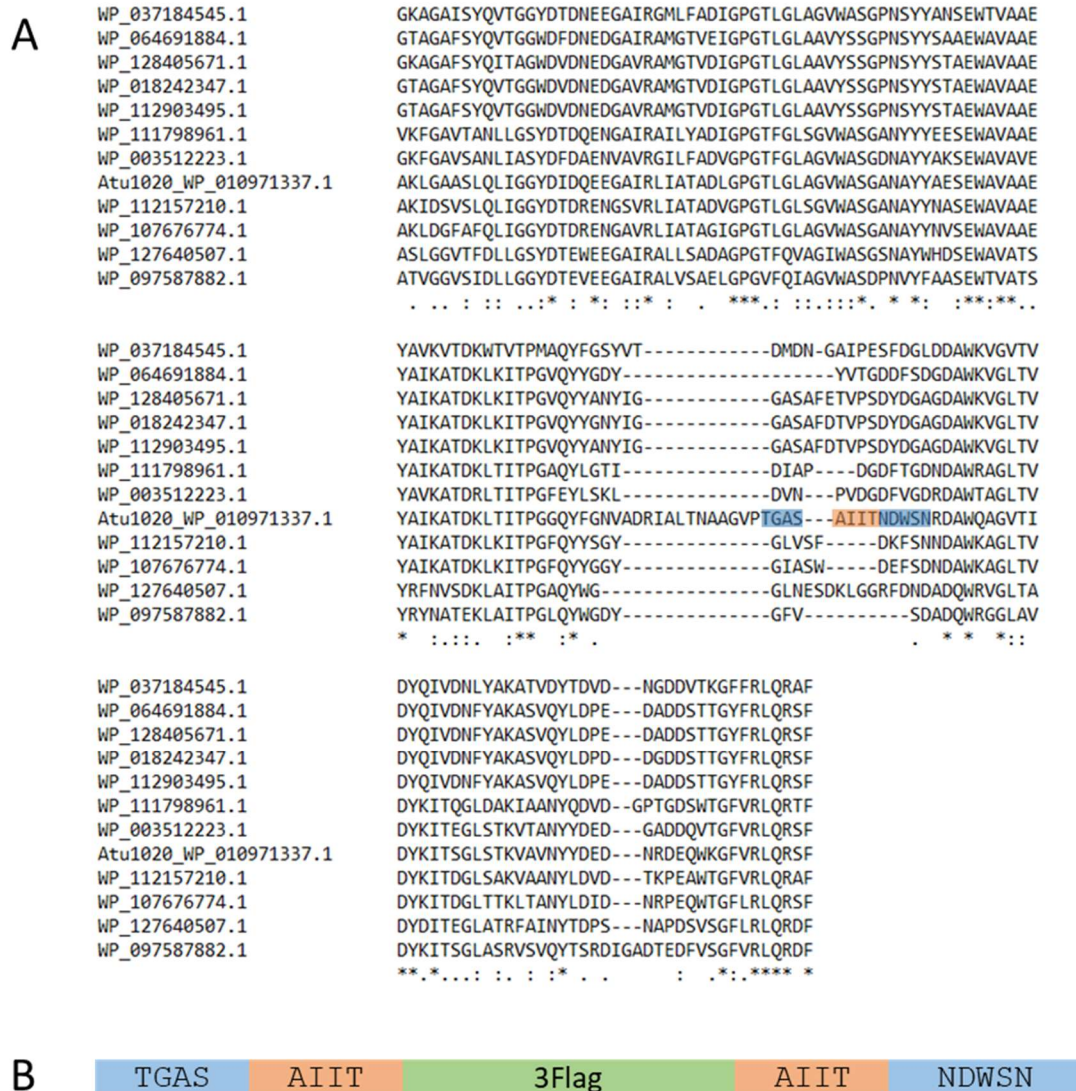 A
WP_037184545.1 GKAGAISYQVTGGYDTDNEEGAIRGMLFADIGPGTLGLAGVWASGPNSYYANSEWTVAAE
WP_064691884.1 GTAGAFSYQVTGGWDFDNEDGAIRAMGTVEIGPGTLGLAAVYSSGPNSYYSAAEWAVAAE
WP_128405671.1 GKAGAFSYQITAGWDVDNEDGAVRAMGTVDIGPGTLGLAAVYSSGPNSYYSTAEWAVAAE
WP_018242347.1 GTAGAFSYQVTGGWDVDNEDGAVRAMGTVDIGPGTLGLAAVYSSGPNSYYSTAEWAVAAE
WP_112903495.1 GTAGAFSYQVTGGWDVDNEDGAVRAMGTVDIGPGTLGLAAVYSSGPNSYYSTAEWAVAAE
WP_111798961.1 VKFGAVTANLLGSYDTDQENGAIRAILYADIGPGTFGLSGVWASGANYYYEESEWAVAAE
WP_003512223.1 GKFGAVSANLIASYDFDAENVAVRGILFADVGPGTFGLAGVWASGDNAYYAKSEWAVAVE
Atu1020_WP_010971337.1 AKLGAASLQLIGGYDIDQEEGAIRLIATADLGPGTLGLAGVWASGANAYYAESEWAVAAE
WP_112157210.1 AKIDSVSLQLIGGYDTDRENGSVRLIATADVGPGTLGLSGVWASGANAYYNASEWAVAAE
WP_107676774.1 AKLDGFAFQLIGGYDTDRENGAVRLIATAGIGPGTLGLAGVWASGANAYYNVSEWAVAAE
WP_127640507.1 ASLGGVTFDLLGSYDTEWEEGAIRALLSADAGPGTFQVAGIWASGSNAYWHDSEWAVATS
WP_097587882.1 ATVGGVSIDLLGGYDTEVEEGAIRALVSAELGPGVFQIAGVWASDPNVYFAASEWTVATS
. .. : :: ..:* :* *: ::* : . ***.: ::.:::*. * *: :**:**..
WP_037184545.1 YAVKVTDKWTVTPMAQYFGSYVT------------DMDN-GAIPESFDGLDDAWKVGVTV
WP_064691884.1 YAIKATDKLKITPGVQYYGDY--------------------YVTGDDFSDGDAWKVGLTV
WP_128405671.1 YAIKATDKLKITPGVQYYANYIG------------GASAFETVPSDYDGAGDAWKVGLTV
WP_018242347.1 YAIKATDKLKITPGVQYYGNYIG------------GASAFDTVPSDYDGAGDAWKVGLTV
WP_112903495.1 YAIKATDKLKITPGVQYYANYIG------------GASAFDTVPSDYDGAGDAWKVGLTV
WP_111798961.1 YAIKATDKLTITPGAQYLGTI--------------DIAP----DGDFTGDNDAWRAGLTV
WP_003512223.1 YAVKATDRLTITPGFEYLSKL--------------DVN---PVDGDFVGDRDAWTAGLTV
Atu1020_WP_010971337.1 YAIKATDKLTITPGGQYFGNVADRIALTNAAGVPTGAS---AIITNDWSNRDAWQAGVTI
WP_112157210.1 YAIKATDKLAITPGFQYYSGY--------------GLVSF-----DKFSNNDAWKAGLTV
WP_107676774.1 YAIKATDKLAITPGFQYYGGY--------------GIASW-----DEFSDNDAWKAGLTV
WP_127640507.1 YRFNVSDKLAITPGAQYWG----------------GLNESDKLGGRFDNDADQWRVGLTA
WP_097587882.1 YRYNATEKLAITPGLQYWGDY--------------GFV----------SDADQWRGGLAV
* :.::. :** :* . . * * *::
WP_037184545.1 DYQIVDNLYAKATVDYTDVD---NGDDVTKGFFRLQRAF
WP_064691884.1 DYQIVDNFYAKASVQYLDPE---DADDSTTGYFRLQRSF
WP_128405671.1 DYQIVDNFYAKASVQYLDPE---DADDSTTGYFRLQRSF
WP_018242347.1 DYQIVDNFYAKASVQYLDPD---DGDDSTTGYFRLQRSF
WP_112903495.1 DYQIVDNFYAKASVQYLDPE---DADDSTTGYFRLQRSF
WP_111798961.1 DYKITQGLDAKIAANYQDVD---GPTGDSWTGFVRLQRTF
WP_003512223.1 DYKITEGLSTKVTANYYDED---GADDQVTGFVRLQRSF
Atu1020_WP_010971337.1 DYKITSGLSTKVAVNYYDED---NRDEQWKGFVRLQRSF
WP_112157210.1 DYKITDGLSAKVAANYLDVD---TKPEAWTGFVRLQRAF
WP_107676774.1 DYKITDGLTTKLTANYLDID---NRPEQWTGFLRLQRSF
WP_127640507.1 DYDITEGLATRFAINYTDPS---NAPDSVSGFLRLQRDF
WP_097587882.1 DYKITSGLASRVSVQYTSRDIGADTEDFVSGFVRLQRDF
**.*...: :. : :* . . : .*:.**** *
B TGAS AIIT 3Flag AIIT NDWSN